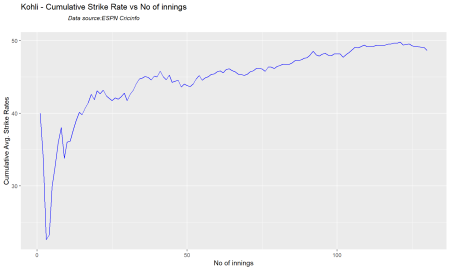 Kohli - Cumulative Strike Rate vs No of innings
Data source:ESPN Cricinfo
Cumulative Avg. Strike Rates
50
40
30
0
50
100
No of innings